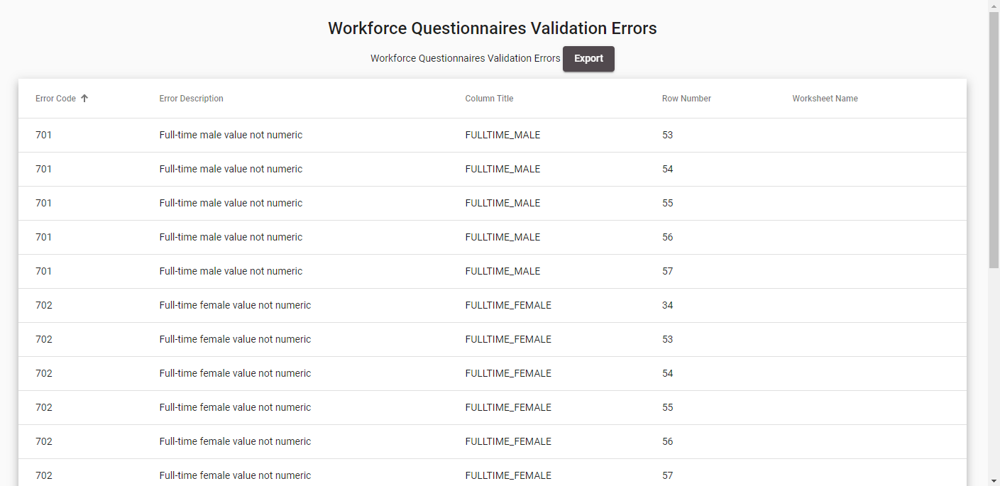 Workforce Questionnaires Validation Errors
Workforce Questionnaires Validation Errors Export
Error Code Error Description Column Title Row Number Worksheet Name
701 Full-time male value not numeric FULLTIME_MALE 53
701 Full-time male value not numeric FULLTIME_MALE 54
701 Full-time male value not numeric FULLTIME_MALE 55
701 Full-time male value not numeric FULLTIME_MALE 56
701 Full-time male value not numeric FULLTIME_MALE 57
702 Full-time female value not numeric FULLTIME_FEMALE 34
702 Full-time female value not numeric FULLTIME_FEMALE 53
702 Full-time female value not numeric FULLTIME_FEMALE 54
702 Full-time female value not numeric FULLTIME_FEMALE 55
702 Full-time female value not numeric FULLTIME_FEMALE 56
702 Full-time female value not numeric FULLTIME_FEMALE 57